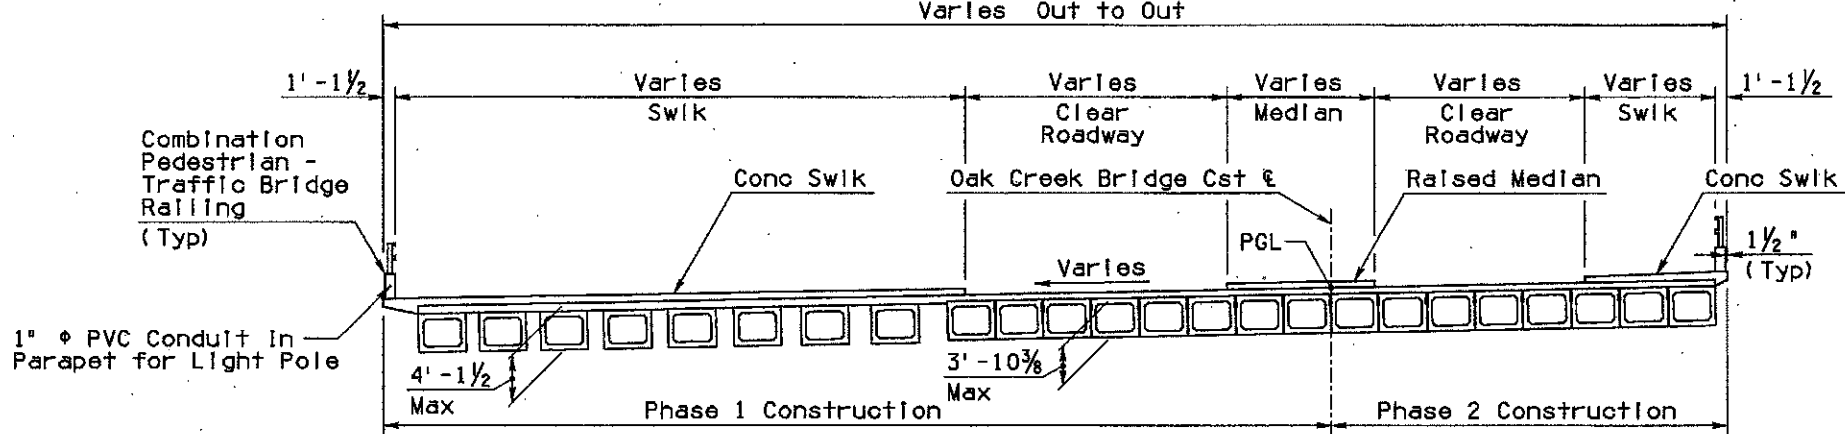 Varies Out to Out
1'-1½
Varies
Swlk
Varies
Clear
Roadway
Varies
Median
Varies
Clear
Roadway
Varies
Swlk
1'-1½
Combination
Pedestrian -
Traffic Bridge
Railing
(Typ)
Conc Swlk
Oak Creek Bridge Cst ℄
Raised Median
Conc Swlk
PGL
Varies
1½"
(Typ)
1" ϕ PVC Conduit In
Parapet for Light Pole
4'-1½
Max
3'-10⅜
Max
Phase 1 Construction
Phase 2 Construction